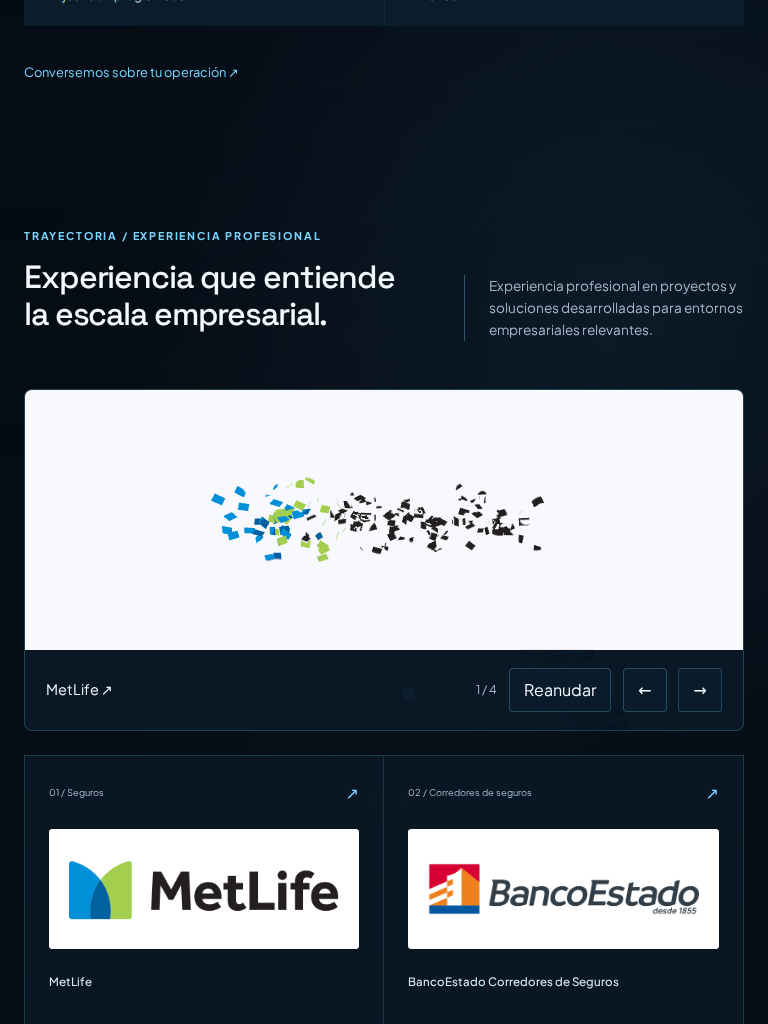 Conversemos sobre tu operación ↗
TRAYECTORIA / EXPERIENCIA PROFESIONAL
Experiencia que entiende
la escala empresarial.
Experiencia profesional en proyectos y
soluciones desarrolladas para entornos
empresariales relevantes.
MetLife ↗
1 / 4
Reanudar
←
→
01 / Seguros
↗
02 / Corredores de seguros
↗
MetLife
BancoEstado
desde 1855
MetLife
BancoEstado Corredores de Seguros